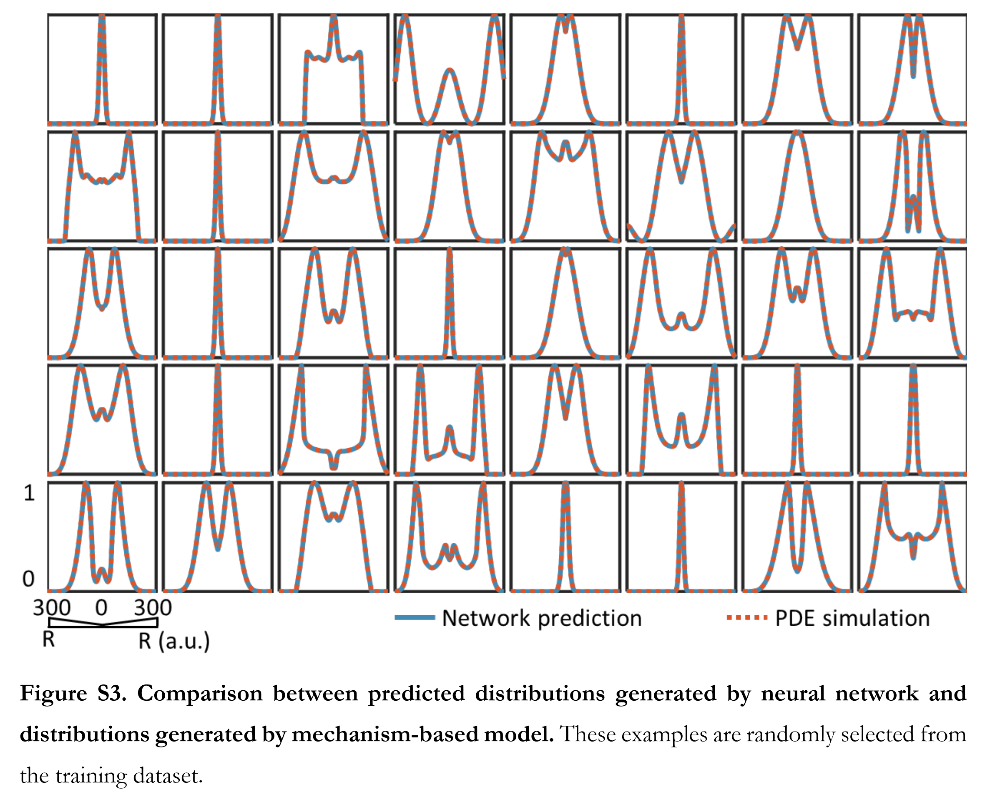 1
0
300 0 300
R R (a.u.)
Network prediction PDE simulation
Figure S3. Comparison between predicted distributions generated by neural network and
distributions generated by mechanism-based model. These examples are randomly selected from
the training dataset.